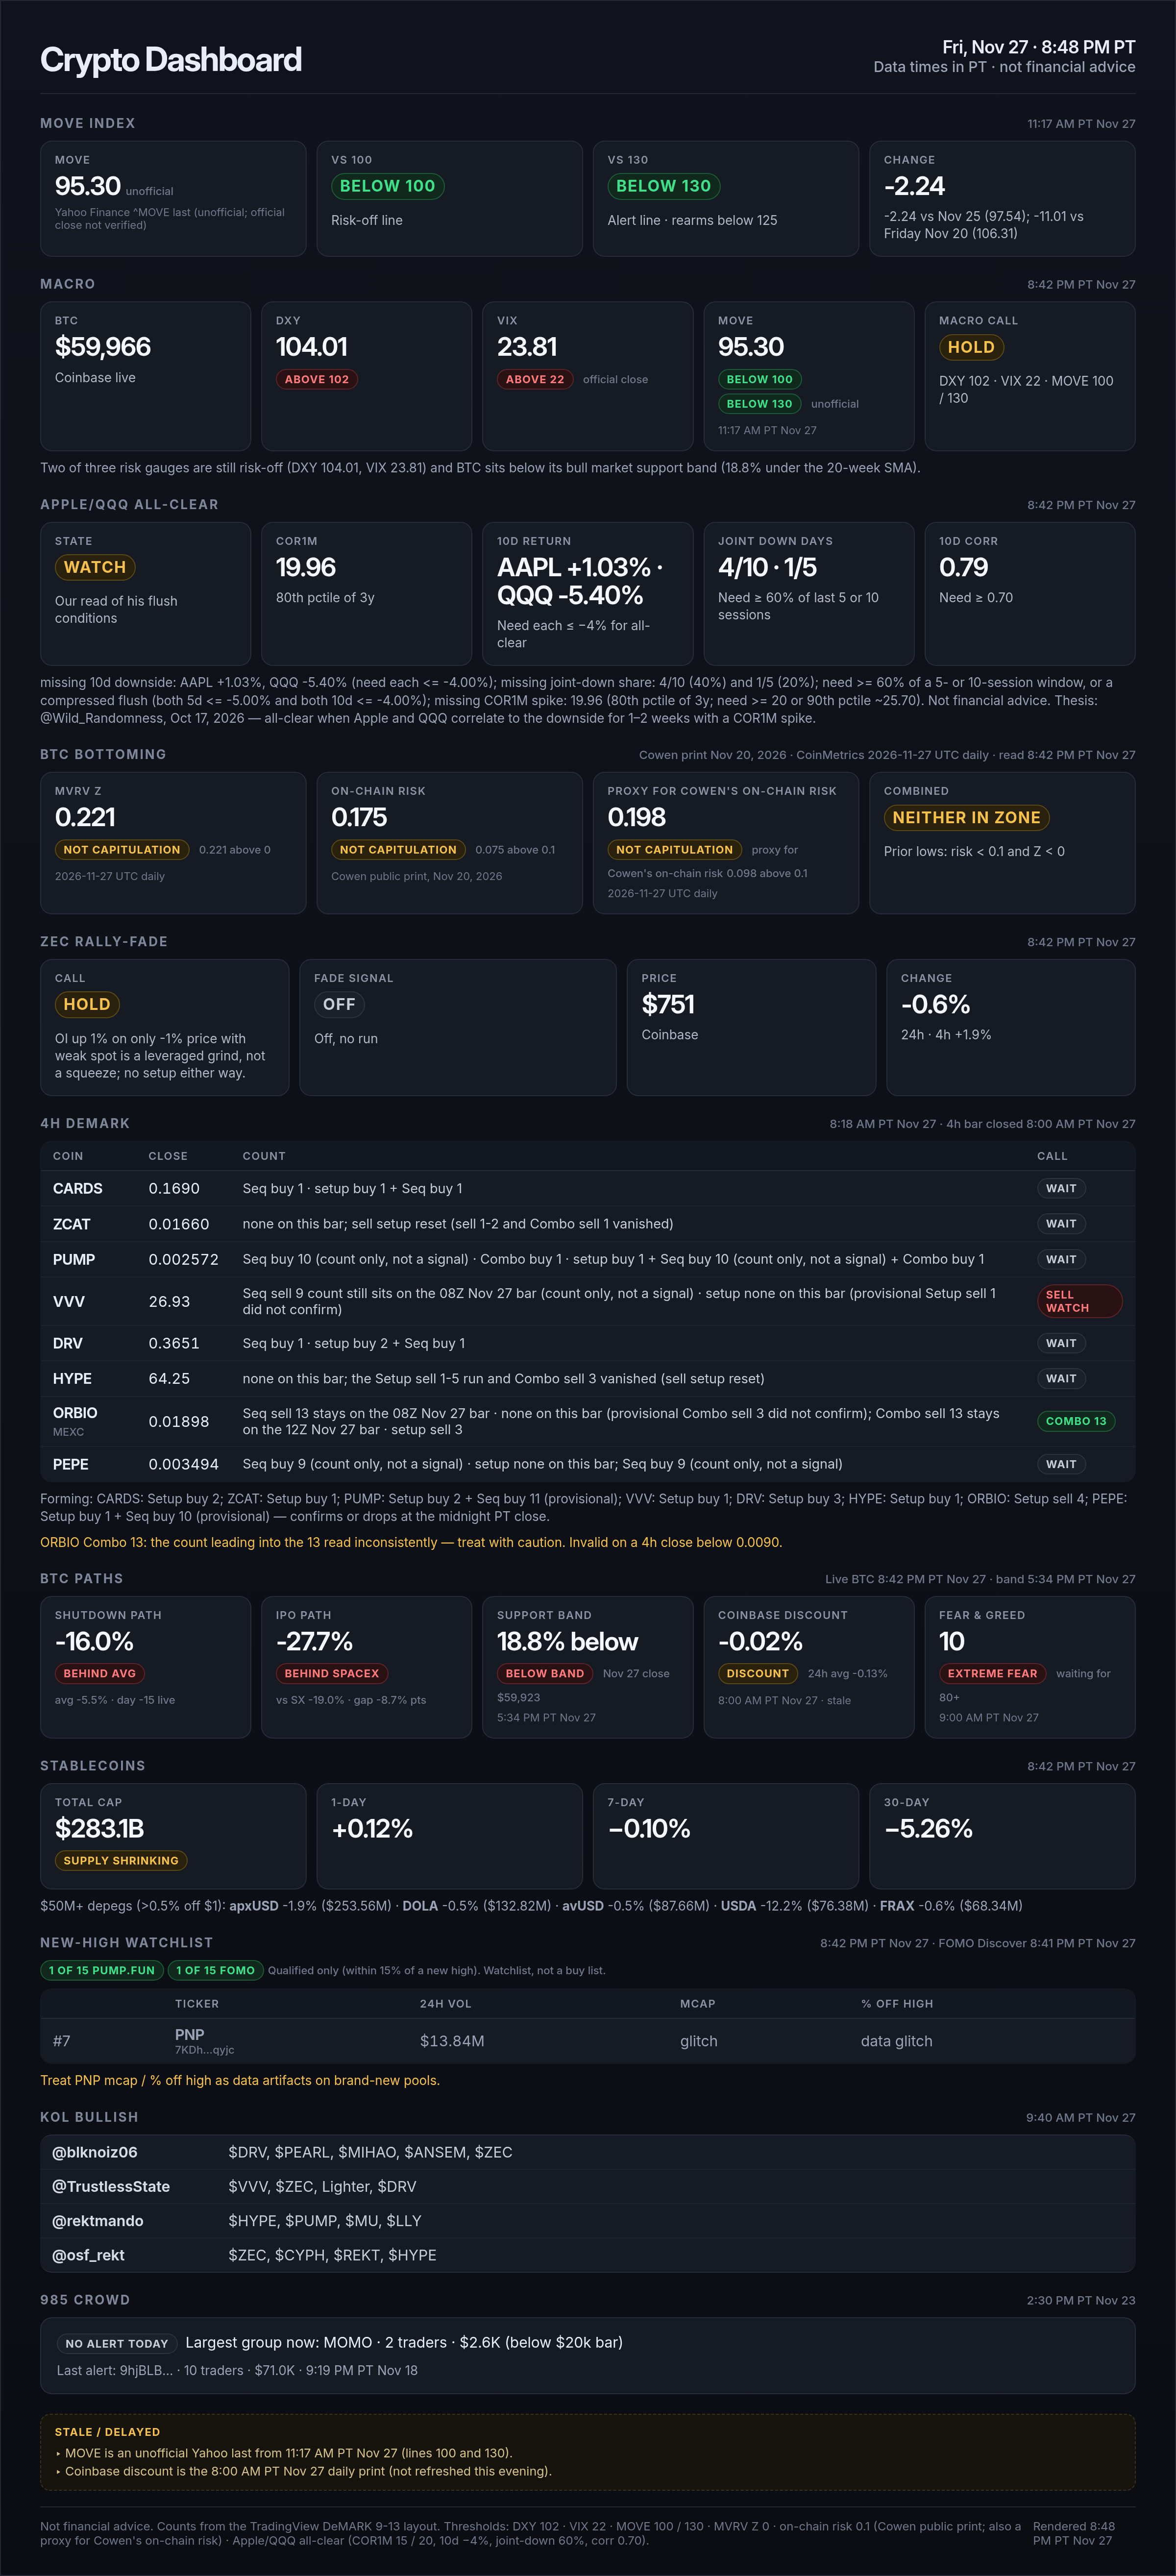 Crypto Dashboard
Fri, Nov 27 · 8:48 PM PT
Data times in PT · not financial advice
MOVE INDEX
11:17 AM PT Nov 27
MOVE
95.30 unofficial
Yahoo Finance ^MOVE last (unofficial; official
close not verified)
VS 100
BELOW 100
Risk-off line
VS 130
BELOW 130
Alert line · rearms below 125
CHANGE
-2.24
-2.24 vs Nov 25 (97.54); -11.01 vs
Friday Nov 20 (106.31)
MACRO
8:42 PM PT Nov 27
BTC
$59,966
Coinbase live
DXY
104.01
ABOVE 102
VIX
23.81
ABOVE 22 official close
MOVE
95.30
BELOW 100
BELOW 130 unofficial
11:17 AM PT Nov 27
MACRO CALL
HOLD
DXY 102 · VIX 22 · MOVE 100
/ 130
Two of three risk gauges are still risk-off (DXY 104.01, VIX 23.81) and BTC sits below its bull market support band (18.8% under the 20-week SMA).
APPLE/QQQ ALL-CLEAR
8:42 PM PT Nov 27
STATE
WATCH
Our read of his flush
conditions
COR1M
19.96
80th pctile of 3y
10D RETURN
AAPL +1.03% ·
QQQ -5.40%
Need each ≤ −4% for all-
clear
JOINT DOWN DAYS
4/10 · 1/5
Need ≥ 60% of last 5 or 10
sessions
10D CORR
0.79
Need ≥ 0.70
missing 10d downside: AAPL +1.03%, QQQ -5.40% (need each <= -4.00%); missing joint-down share: 4/10 (40%) and 1/5 (20%); need >= 60% of a 5- or 10-session window, or a
compressed flush (both 5d <= -5.00% and both 10d <= -4.00%); missing COR1M spike: 19.96 (80th pctile of 3y; need >= 20 or 90th pctile ~25.70). Not financial advice. Thesis:
@Wild_Randomness, Oct 17, 2026 — all-clear when Apple and QQQ correlate to the downside for 1–2 weeks with a COR1M spike.
BTC BOTTOMING
Cowen print Nov 20, 2026 · CoinMetrics 2026-11-27 UTC daily · read 8:42 PM PT Nov 27
MVRV Z
0.221
NOT CAPITULATION 0.221 above 0
2026-11-27 UTC daily
ON-CHAIN RISK
0.175
NOT CAPITULATION 0.075 above 0.1
Cowen public print, Nov 20, 2026
PROXY FOR COWEN'S ON-CHAIN RISK
0.198
NOT CAPITULATION proxy for
Cowen's on-chain risk 0.098 above 0.1
2026-11-27 UTC daily
COMBINED
NEITHER IN ZONE
Prior lows: risk < 0.1 and Z < 0
ZEC RALLY-FADE
8:42 PM PT Nov 27
CALL
HOLD
OI up 1% on only -1% price with
weak spot is a leveraged grind, not
a squeeze; no setup either way.
FADE SIGNAL
OFF
Off, no run
PRICE
$751
Coinbase
CHANGE
-0.6%
24h · 4h +1.9%
4H DEMARK
8:18 AM PT Nov 27 · 4h bar closed 8:00 AM PT Nov 27
COIN CLOSE COUNT CALL
CARDS 0.1690 Seq buy 1 · setup buy 1 + Seq buy 1 WAIT
ZCAT 0.01660 none on this bar; sell setup reset (sell 1-2 and Combo sell 1 vanished) WAIT
PUMP 0.002572 Seq buy 10 (count only, not a signal) · Combo buy 1 · setup buy 1 + Seq buy 10 (count only, not a signal) + Combo buy 1 WAIT
VVV 26.93 Seq sell 9 count still sits on the 08Z Nov 27 bar (count only, not a signal) · setup none on this bar (provisional Setup sell 1
did not confirm)
SELL
WATCH
DRV 0.3651 Seq buy 1 · setup buy 2 + Seq buy 1 WAIT
HYPE 64.25 none on this bar; the Setup sell 1-5 run and Combo sell 3 vanished (sell setup reset) WAIT
ORBIO
MEXC
0.01898 Seq sell 13 stays on the 08Z Nov 27 bar · none on this bar (provisional Combo sell 3 did not confirm); Combo sell 13 stays
on the 12Z Nov 27 bar · setup sell 3
COMBO 13
PEPE 0.003494 Seq buy 9 (count only, not a signal) · setup none on this bar; Seq buy 9 (count only, not a signal) WAIT
Forming: CARDS: Setup buy 2; ZCAT: Setup buy 1; PUMP: Setup buy 2 + Seq buy 11 (provisional); VVV: Setup buy 1; DRV: Setup buy 3; HYPE: Setup buy 1; ORBIO: Setup sell 4; PEPE:
Setup buy 1 + Seq buy 10 (provisional) — confirms or drops at the midnight PT close.
ORBIO Combo 13: the count leading into the 13 read inconsistently — treat with caution. Invalid on a 4h close below 0.0090.
BTC PATHS
Live BTC 8:42 PM PT Nov 27 · band 5:34 PM PT Nov 27
SHUTDOWN PATH
-16.0%
BEHIND AVG
avg -5.5% · day -15 live
IPO PATH
-27.7%
BEHIND SPACEX
vs SX -19.0% · gap -8.7% pts
SUPPORT BAND
18.8% below
BELOW BAND Nov 27 close
$59,923
5:34 PM PT Nov 27
COINBASE DISCOUNT
-0.02%
DISCOUNT 24h avg -0.13%
8:00 AM PT Nov 27 · stale
FEAR & GREED
10
EXTREME FEAR waiting for
80+
9:00 AM PT Nov 27
STABLECOINS
8:42 PM PT Nov 27
TOTAL CAP
$283.1B
SUPPLY SHRINKING
1-DAY
+0.12%
7-DAY
−0.10%
30-DAY
−5.26%
$50M+ depegs (>0.5% off $1): apxUSD -1.9% ($253.56M) · DOLA -0.5% ($132.82M) · avUSD -0.5% ($87.66M) · USDA -12.2% ($76.38M) · FRAX -0.6% ($68.34M)
NEW-HIGH WATCHLIST
8:42 PM PT Nov 27 · FOMO Discover 8:41 PM PT Nov 27
1 OF 15 PUMP.FUN 1 OF 15 FOMO Qualified only (within 15% of a new high). Watchlist, not a buy list.
TICKER 24H VOL MCAP % OFF HIGH
#7 PNP $13.84M glitch data glitch
7KDh...qyjc
Treat PNP mcap / % off high as data artifacts on brand-new pools.
KOL BULLISH
9:40 AM PT Nov 27
@blknoiz06 $DRV, $PEARL, $MIHAO, $ANSEM, $ZEC
@TrustlessState $VVV, $ZEC, Lighter, $DRV
@rektmando $HYPE, $PUMP, $MU, $LLY
@osf_rekt $ZEC, $CYPH, $REKT, $HYPE
985 CROWD
2:30 PM PT Nov 23
NO ALERT TODAY Largest group now: MOMO · 2 traders · $2.6K (below $20k bar)
Last alert: 9hjBLB... · 10 traders · $71.0K · 9:19 PM PT Nov 18
STALE / DELAYED
‣ MOVE is an unofficial Yahoo last from 11:17 AM PT Nov 27 (lines 100 and 130).
‣ Coinbase discount is the 8:00 AM PT Nov 27 daily print (not refreshed this evening).
Not financial advice. Counts from the TradingView DeMARK 9-13 layout. Thresholds: DXY 102 · VIX 22 · MOVE 100 / 130 · MVRV Z 0 · on-chain risk 0.1 (Cowen public print; also a
proxy for Cowen's on-chain risk) · Apple/QQQ all-clear (COR1M 15 / 20, 10d −4%, joint-down 60%, corr 0.70).
Rendered 8:48
PM PT Nov 27